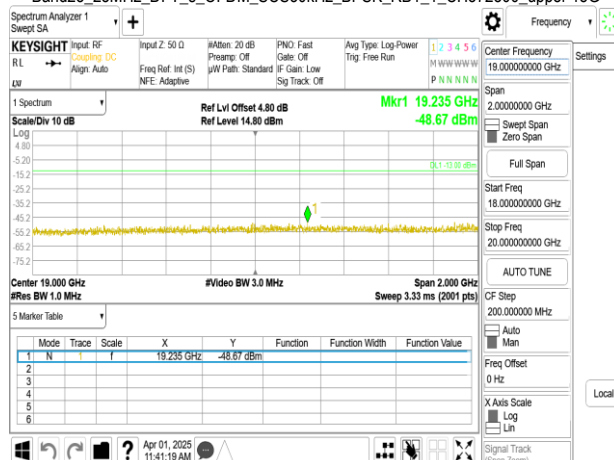 Spectrum Analyzer 1
Swept SA
Frequency
Settings
KEYSIGHT
Input: RF
Coupling: DC
Align: Auto
Input Z: 50 Ω
Freq Ref: Int (S)
NFE: Adaptive
#Atten: 20 dB
Preamp: Off
µW Path: Standard
PNO: Fast
Gate: Off
IF Gain: Low
Sig Track: Off
Avg Type: Log-Power
Trig: Free Run
1 2 3 4 5 6
M W W W W W
P N N N N N
RL
Center Frequency
19.000000000 GHz
Span
2.00000000 GHz
Swept Span
Zero Span
Full Span
Start Freq
18.000000000 GHz
Stop Freq
20.000000000 GHz
AUTO TUNE
CF Step
200.000000 MHz
Auto
Man
Freq Offset
0 Hz
X Axis Scale
Log
Lin
Signal Track
Local
1 Spectrum
Scale/Div 10 dB
Ref Lvl Offset 4.80 dB
Ref Level 14.80 dBm
Mkr1 19.235 GHz
-48.67 dBm
Log
4.80
-5.20
-15.2
-25.2
-35.2
-45.2
-55.2
-65.2
-75.2
DL1 -13.00 dBm
1
Center 19.000 GHz
#Video BW 3.0 MHz
Span 2.000 GHz
#Res BW 1.0 MHz
Sweep 3.33 ms (2001 pts)
5 Marker Table
Mode Trace Scale X Y Function Function Width Function Value
1 N 1 f 19.235 GHz -48.67 dBm
2
3
4
5
6
?
Apr 01, 2025
11:41:19 AM